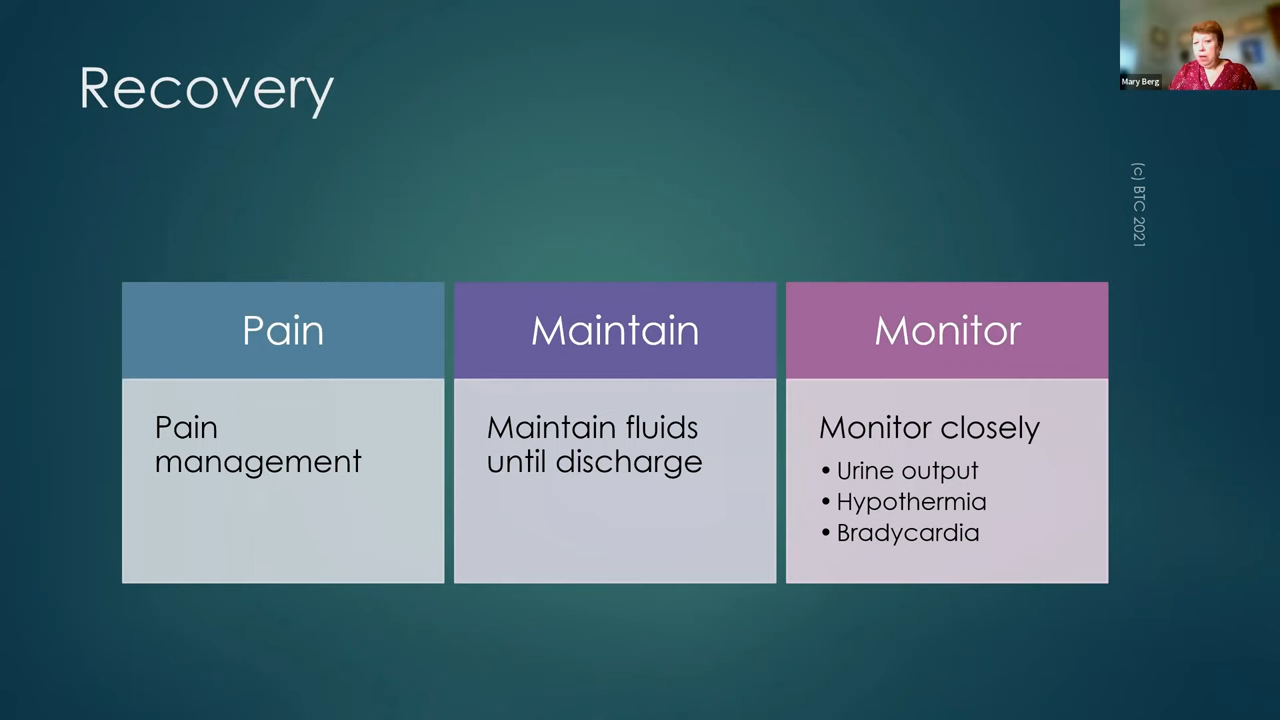 Recovery
Mary Berg
(c) BTC 2021
Pain
Pain
management
Maintain
Maintain fluids
until discharge
Monitor
Monitor closely
• Urine output
• Hypothermia
• Bradycardia